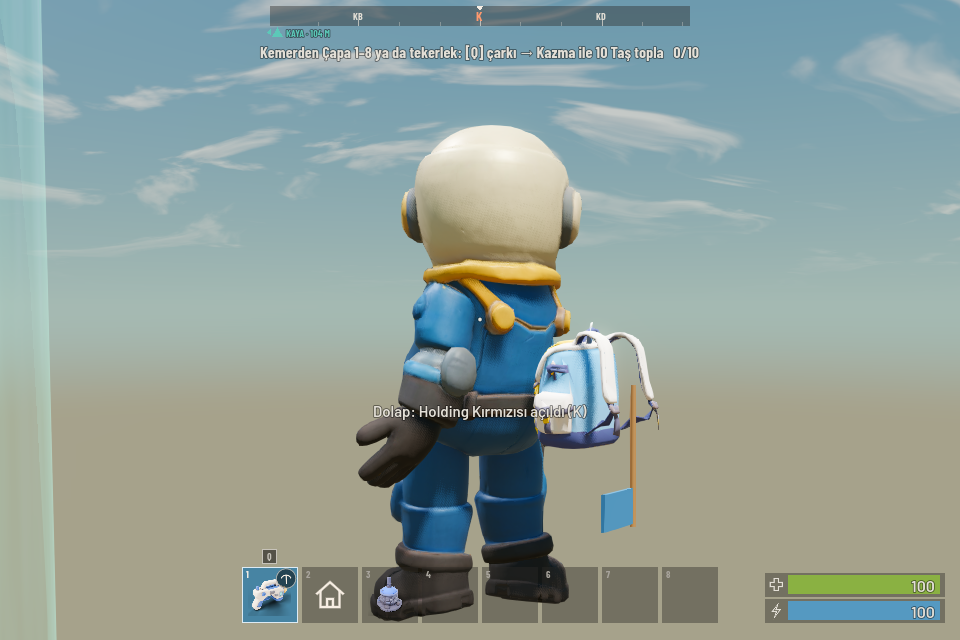 KB K KD
KAYA - 104 M
Kemerden Çapa 1-8 ya da tekerlek: [Q] çarkı → Kazma ile 10 Taş topla 0/10
Dolap: Holding Kırmızısı açıldı (K)
Q
1 2 3 4 5 6 7 8
100
100